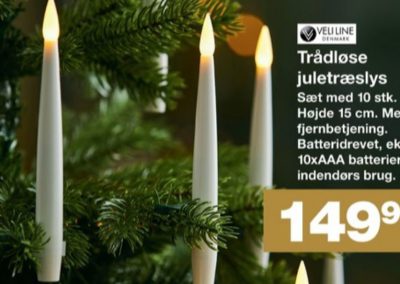 VELI LINE
DENMARK
Trådløse
juletræslys
Sæt med 10 stk.
Højde 15 cm. Me
fjernbetjening.
Batteridrevet, ek
10xAAA batterier
indendørs brug.
149⁹